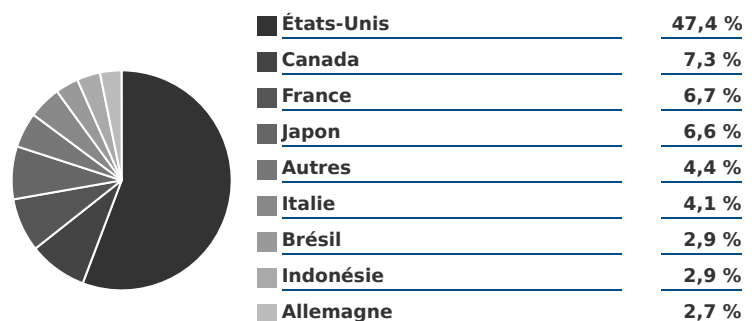 États-Unis 47,4 %
Canada 7,3 %
France 6,7 %
Japon 6,6 %
Autres 4,4 %
Italie 4,1 %
Brésil 2,9 %
Indonésie 2,9 %
Allemagne 2,7 %